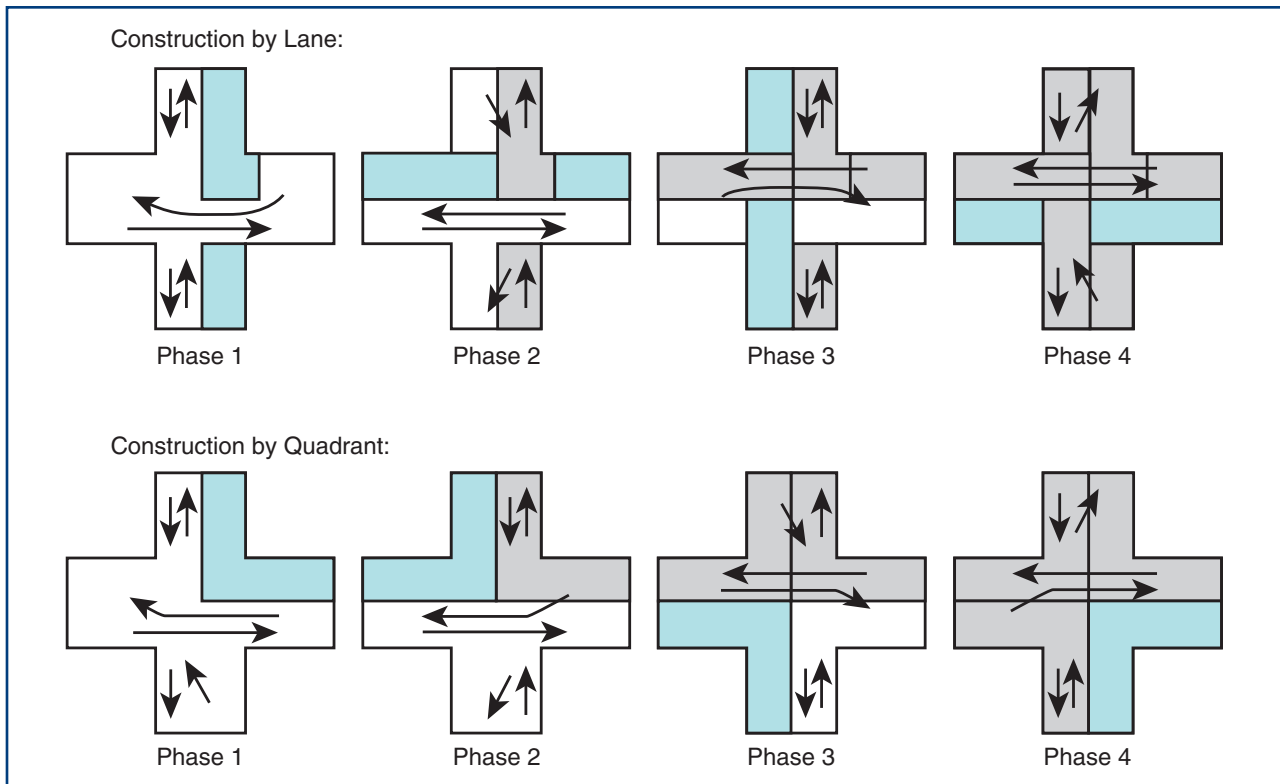 Construction by Lane:
Phase 1
Phase 2
Phase 3
Phase 4
Construction by Quadrant:
Phase 1
Phase 2
Phase 3
Phase 4